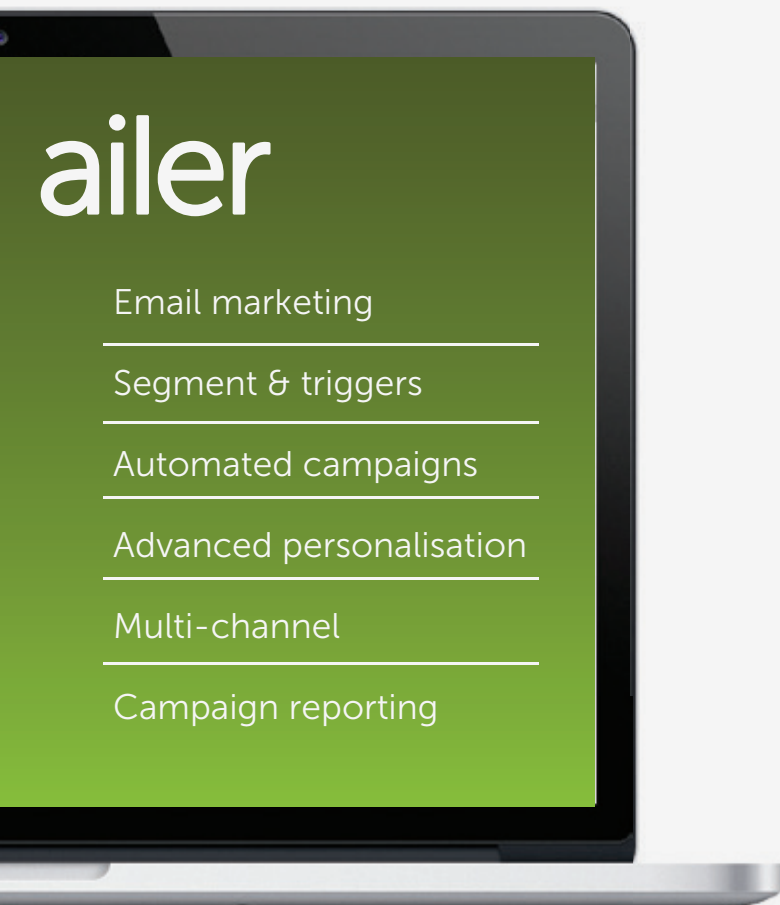 ailer
Email marketing
Segment & triggers
Automated campaigns
Advanced personalisation
Multi-channel
Campaign reporting